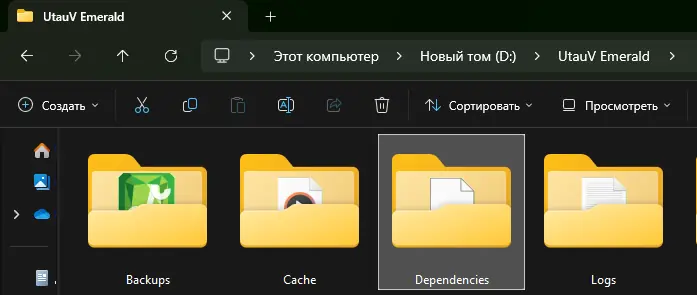 UtauV Emerald
Этот компьютер Новый том (D:) UtauV Emerald
Создать Сортировать Просмотреть
Backups Cache Dependencies Logs